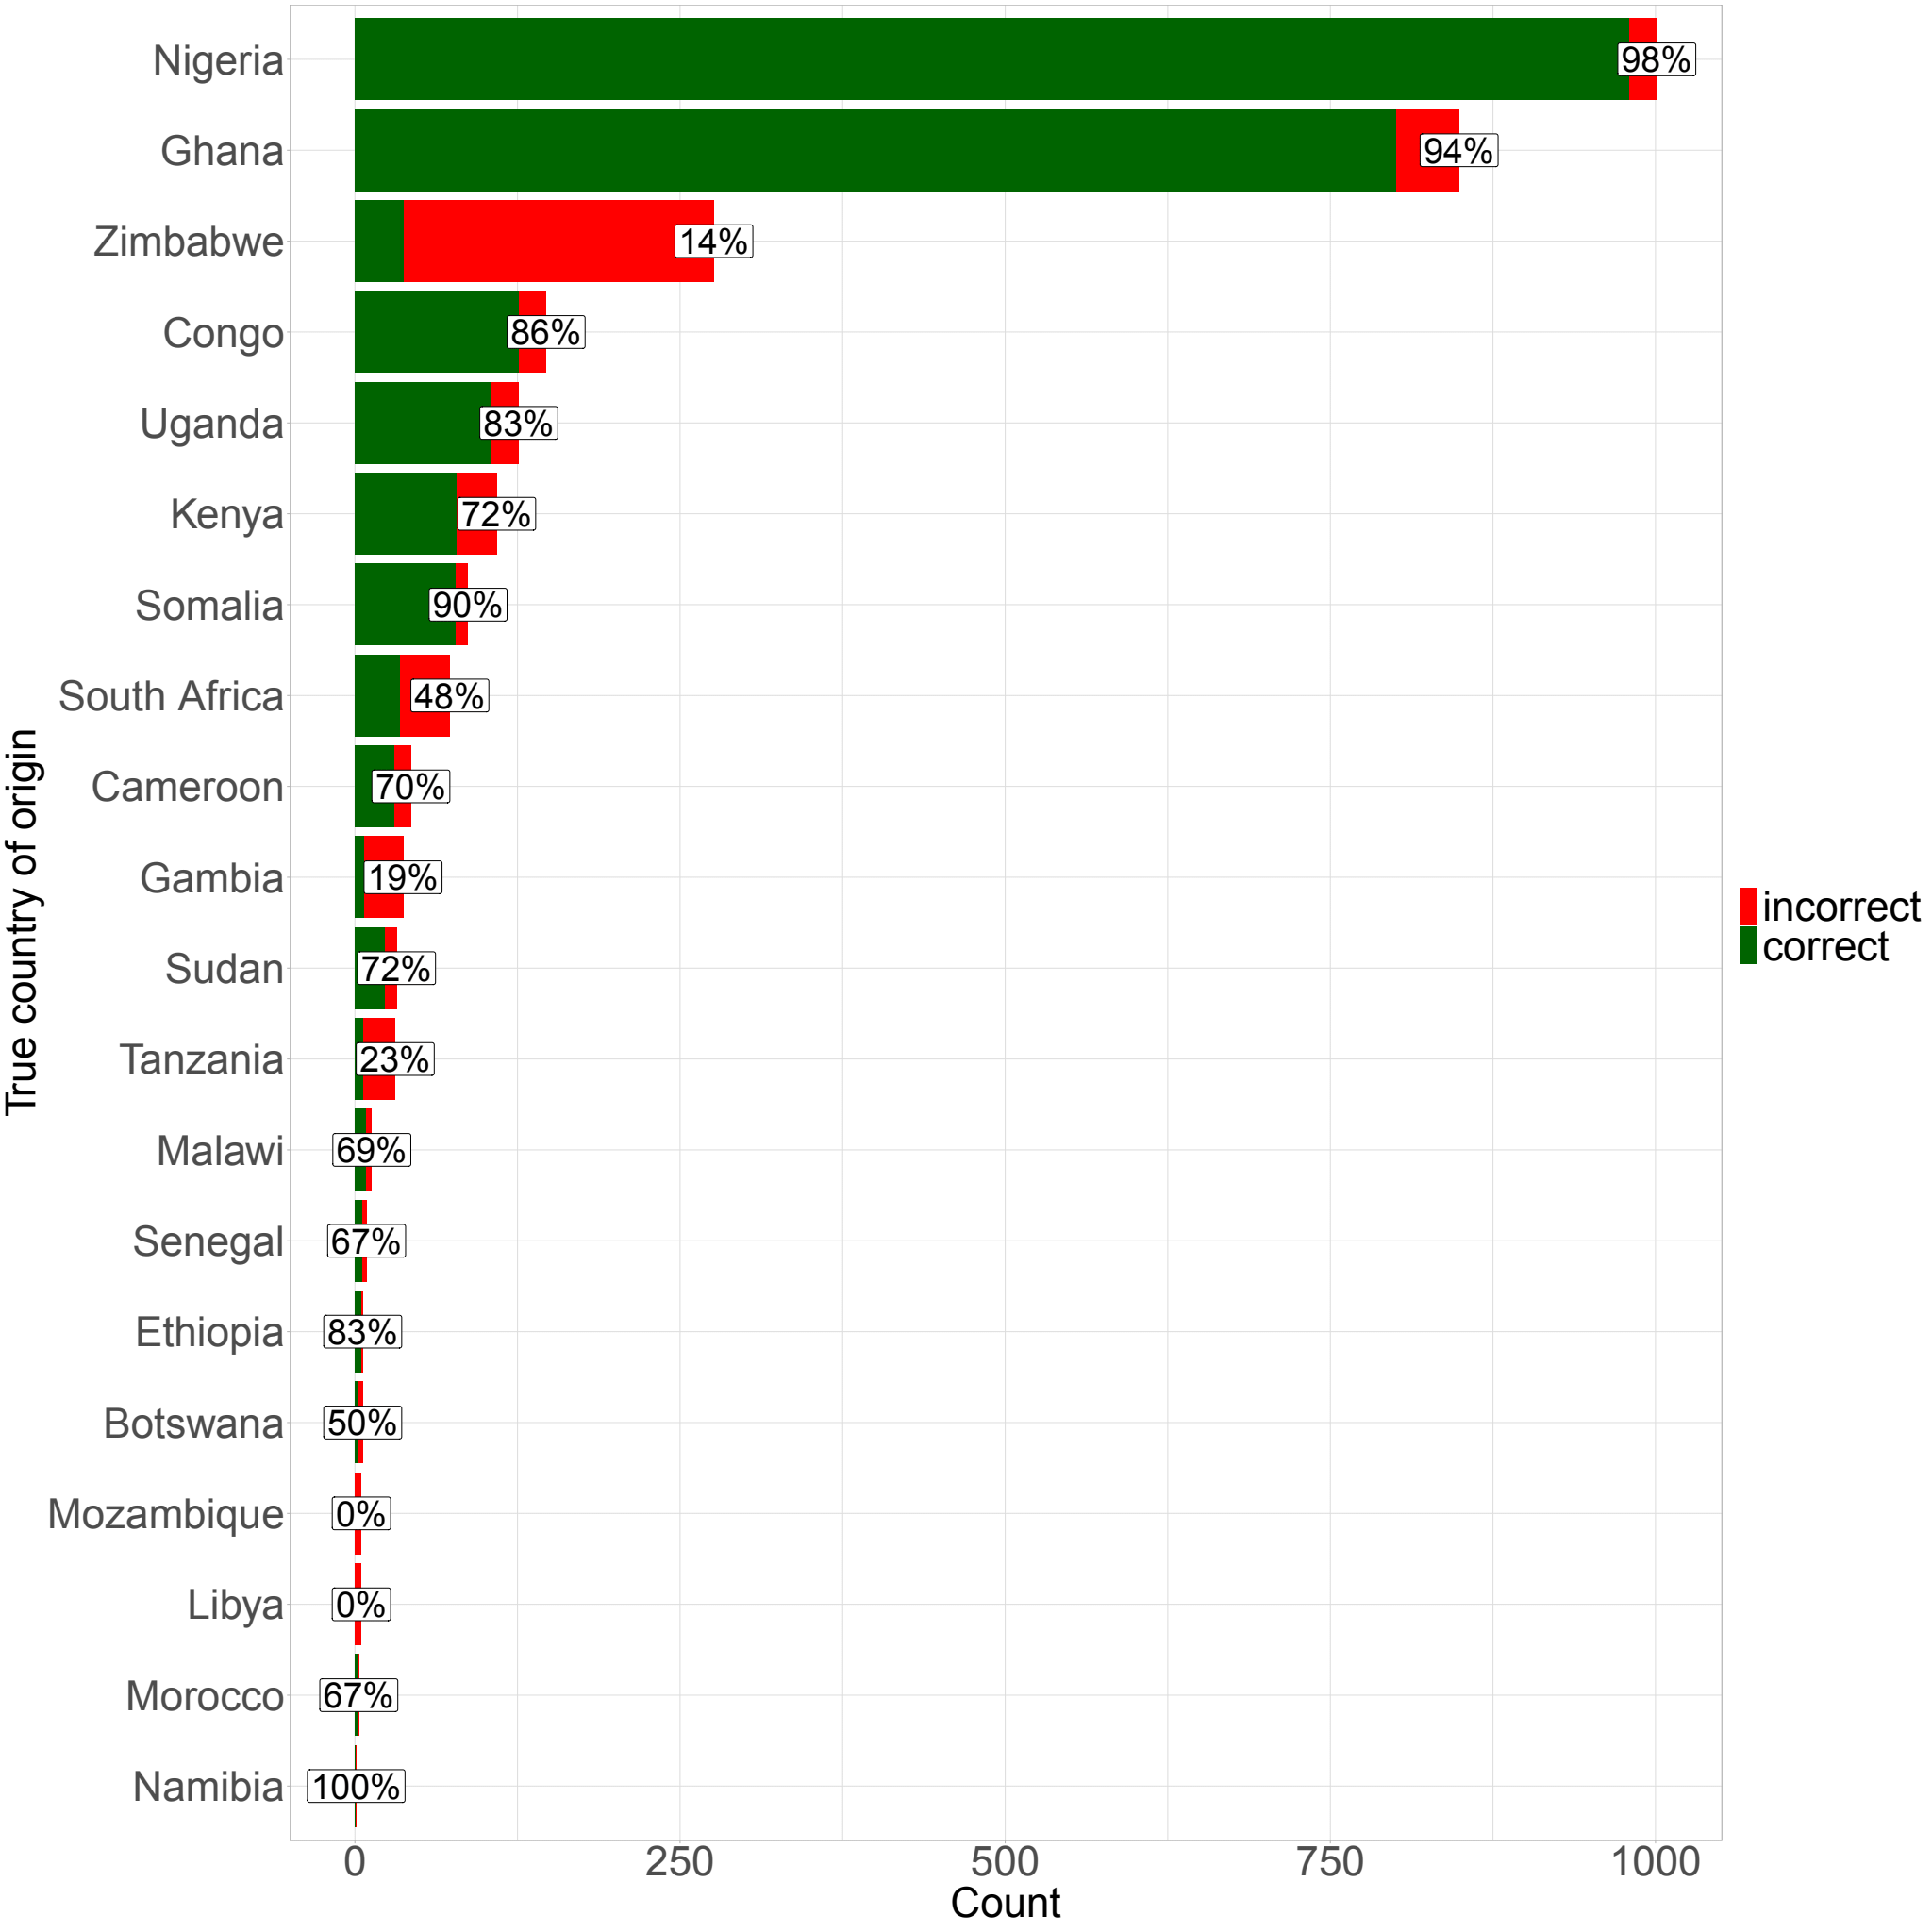 Nigeria
98%
Ghana
94%
Zimbabwe
14%
Congo
86%
Uganda
83%
Kenya
72%
Somalia
90%
South Africa
48%
Cameroon
70%
Gambia
19%
Sudan
72%
Tanzania
23%
Malawi
69%
Senegal
67%
Ethiopia
83%
Botswana
50%
Mozambique
0%
Libya
0%
Morocco
67%
Namibia
100%
0 250 500 750 1000
Count
True country of origin
incorrect
correct